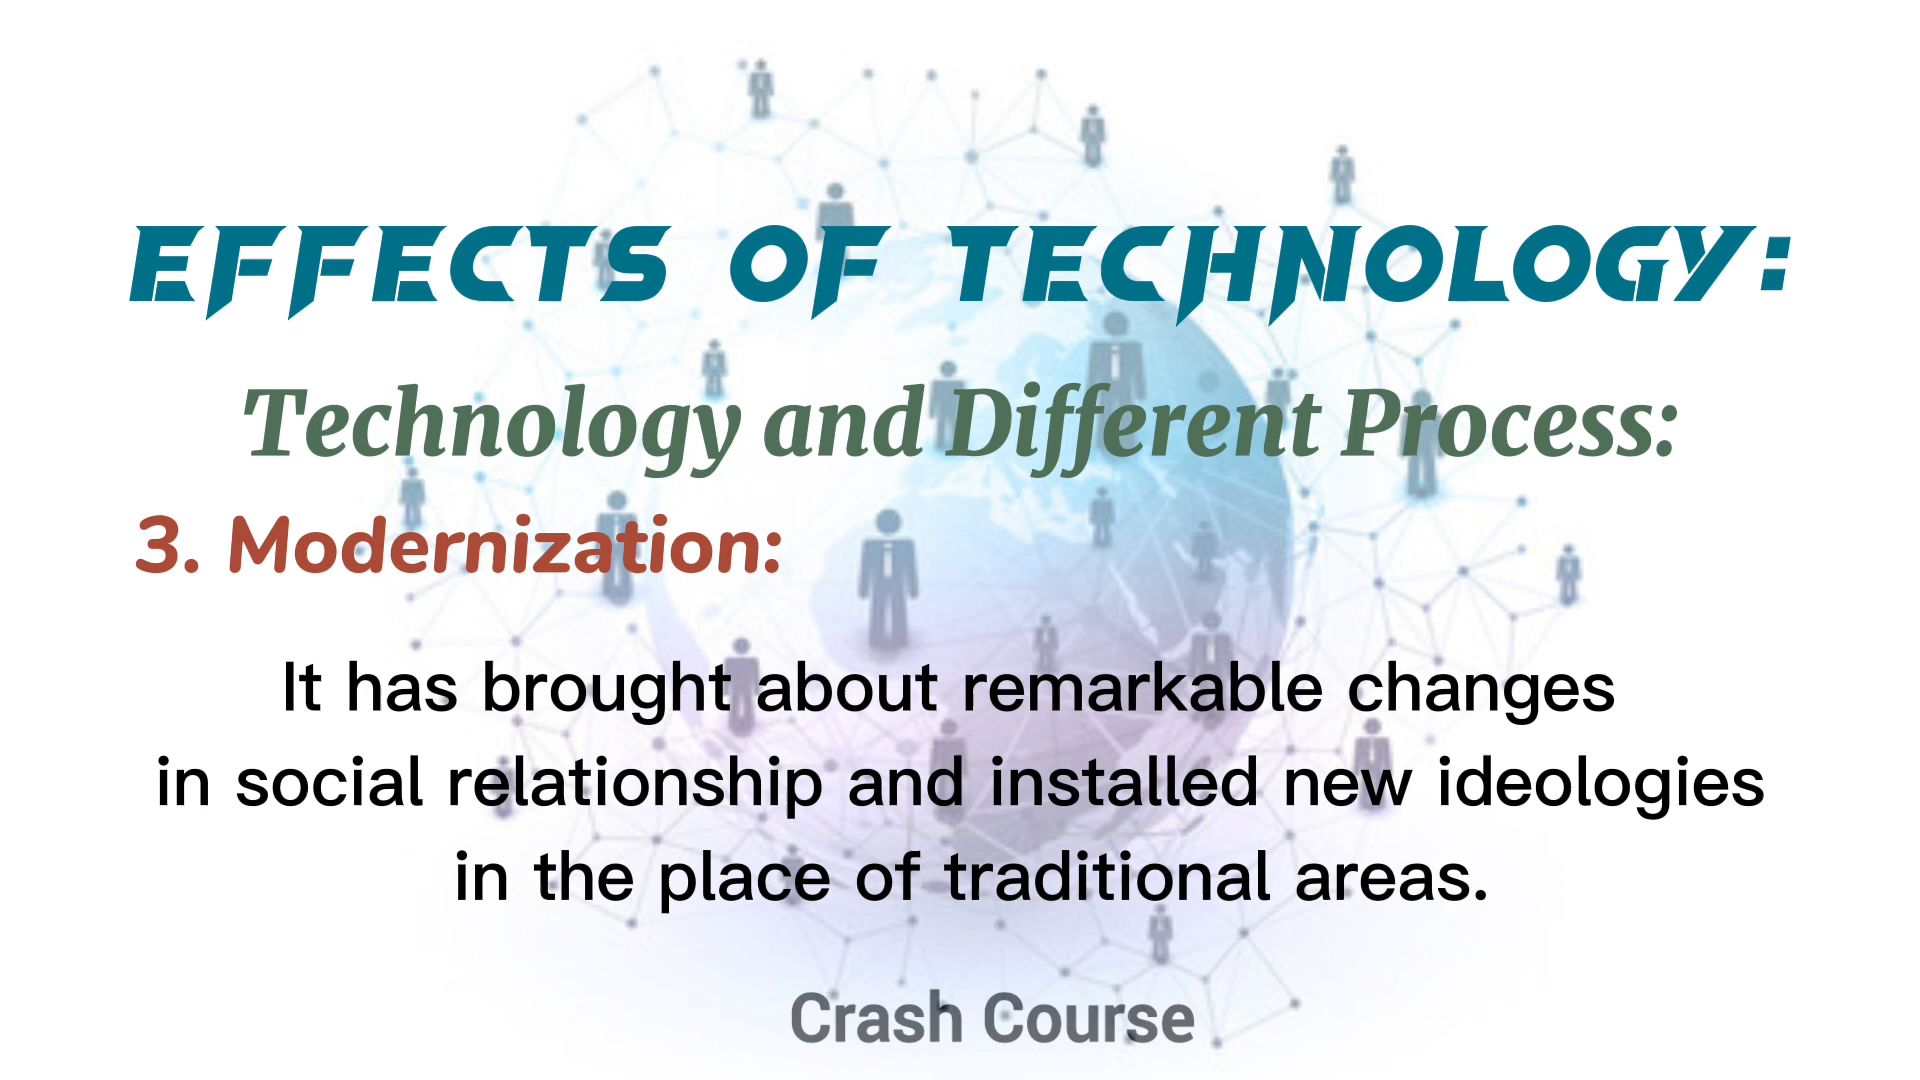 EFFECTS OF TECHNOLOGY:
Technology and Different Process:
3. Modernization:
It has brought about remarkable changes
in social relationship and installed new ideologies
in the place of traditional areas.
Crash Course